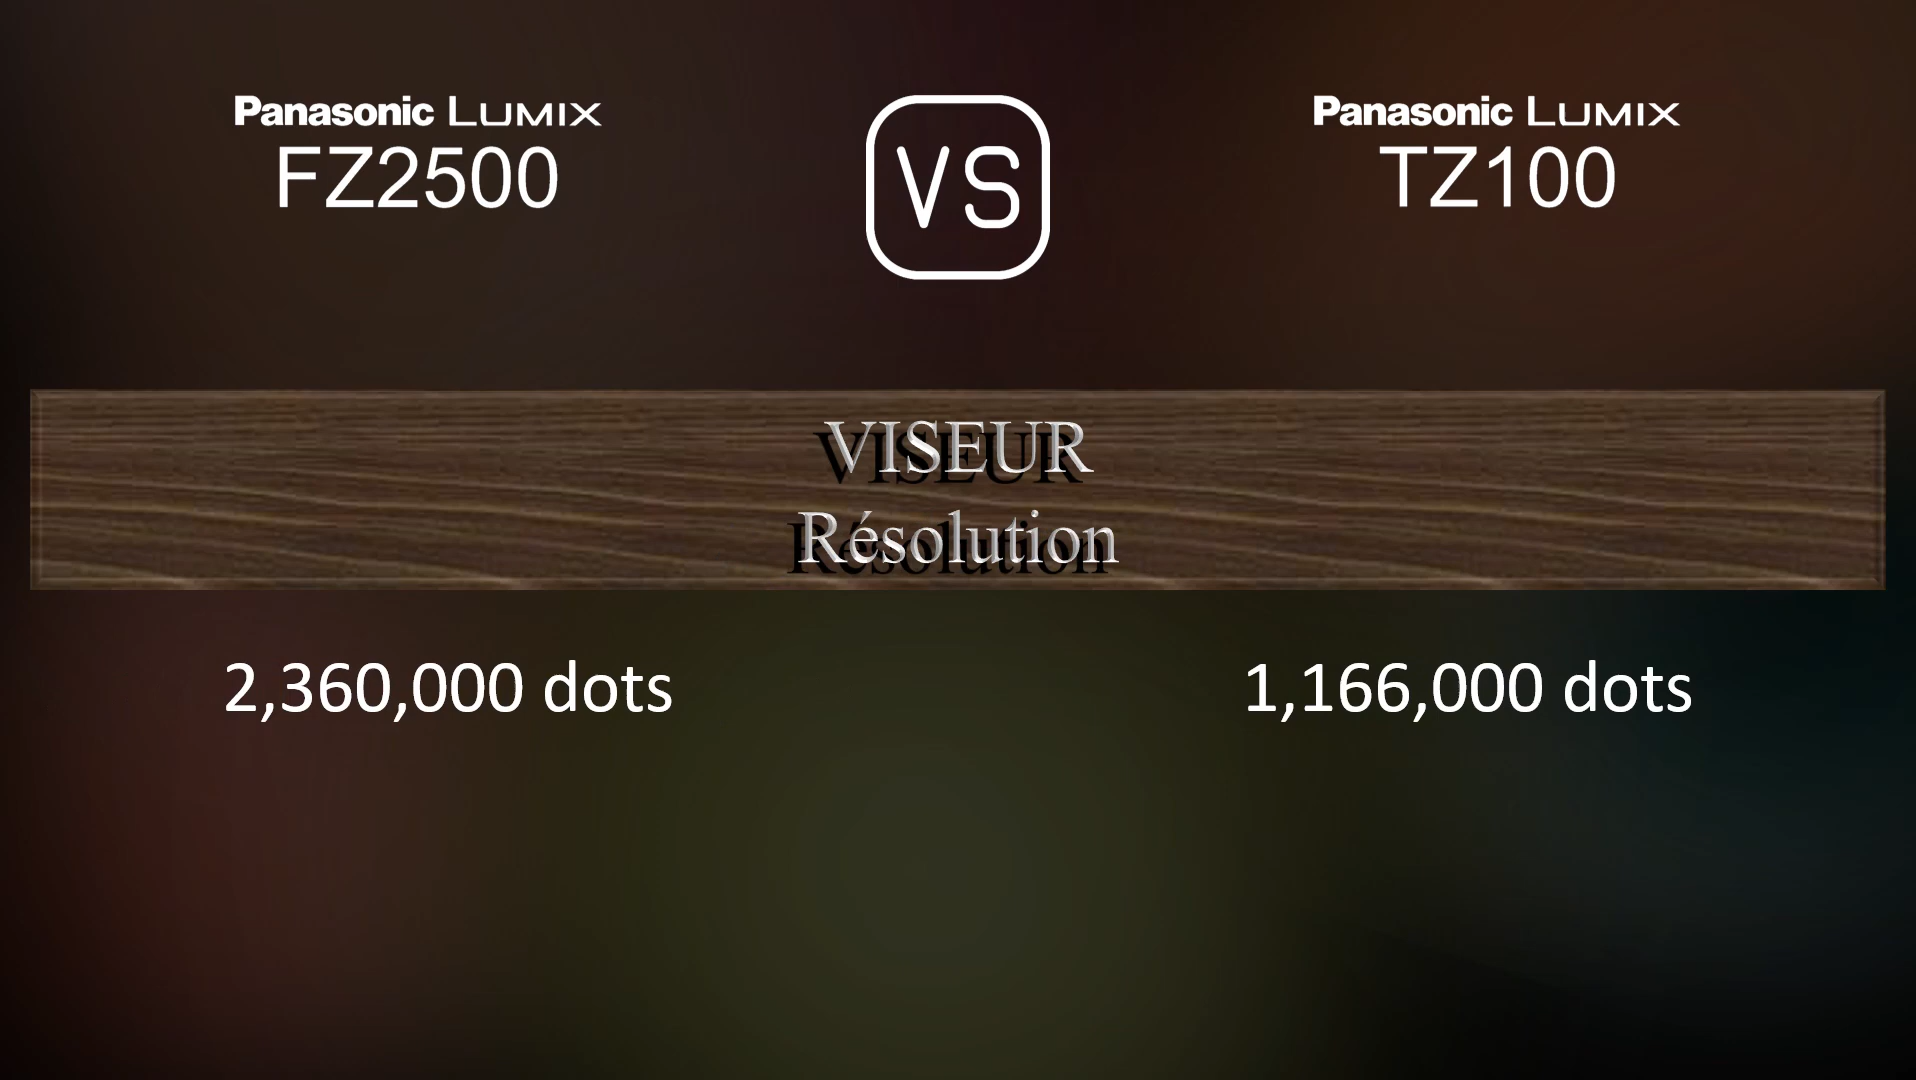 Panasonic LUMIX
FZ2500
VS
Panasonic LUMIX
TZ100
VISEUR
Résolution
2,360,000 dots
1,166,000 dots